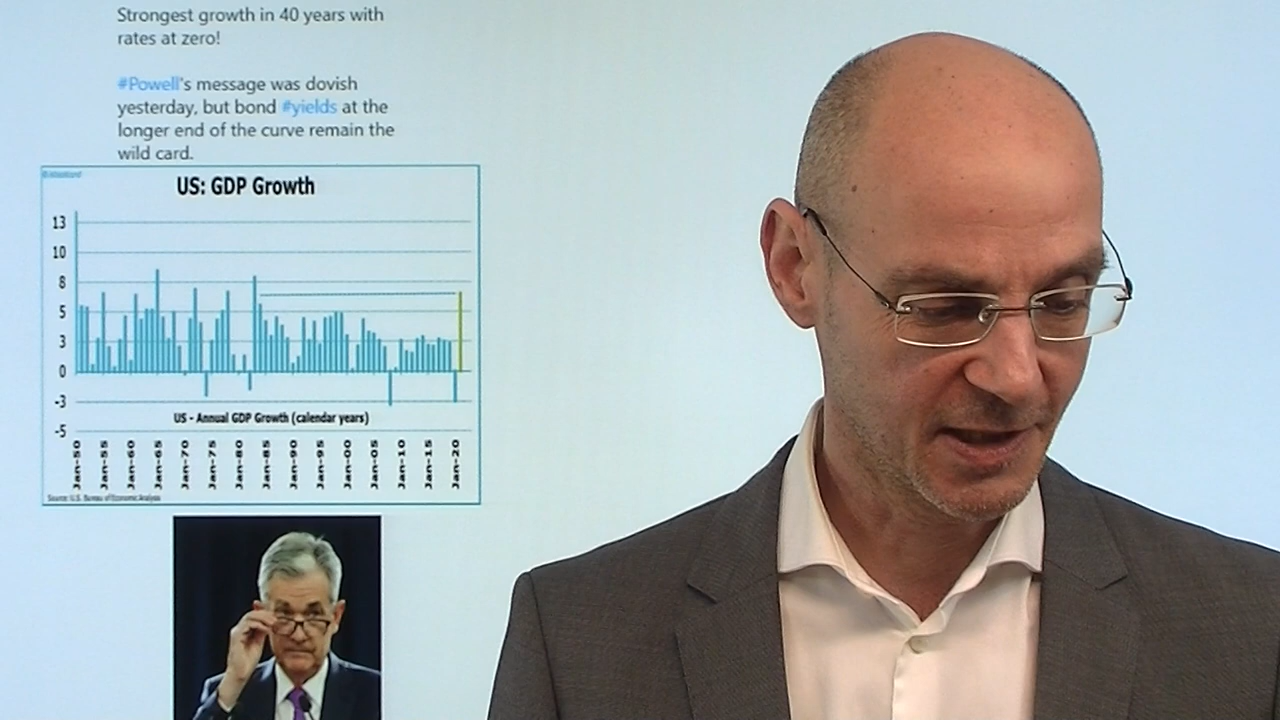 Strongest growth in 40 years with
rates at zero!
#Powell's message was dovish
yesterday, but bond #yields at the
longer end of the curve remain the
wild card.
US: GDP Growth
13
10
8
5
3
0
-3
-5
US - Annual GDP Growth (calendar years)
Jan-50
Jan-55
Jan-60
Jan-65
Jan-70
Jan-75
Jan-80
Jan-85
Jan-90
Jan-95
Jan-00
Jan-05
Jan-10
Jan-15
Jan-20
Source: U.S. Bureau of Economic Analysis